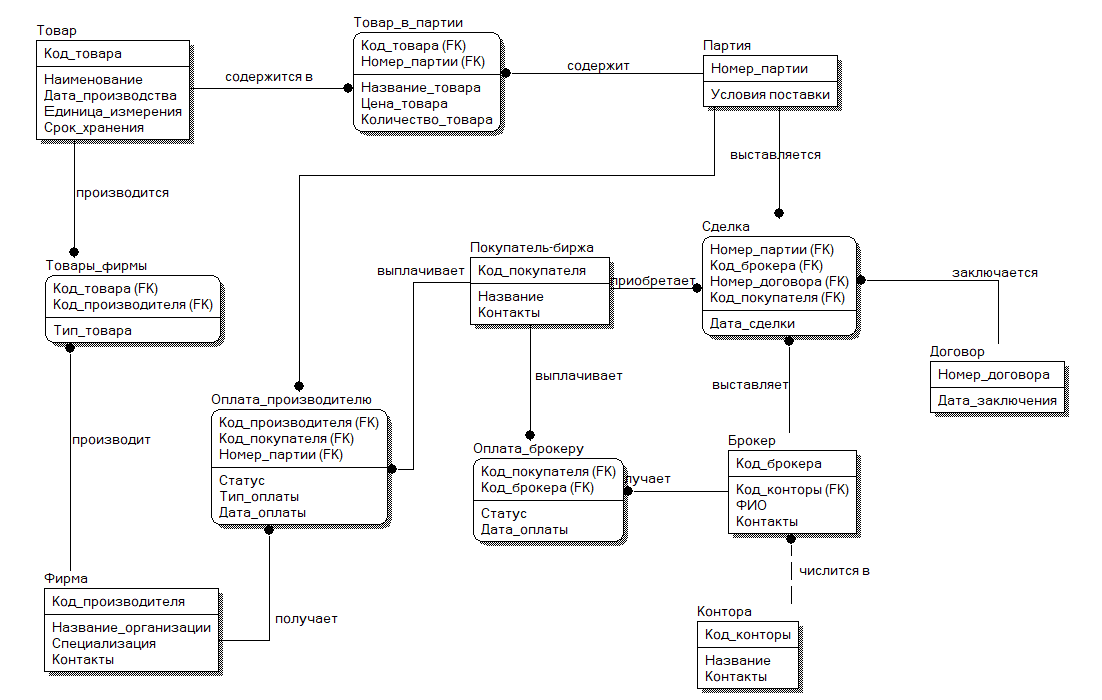 Товар
Код_товара
Наименование
Дата_производства
Единица_измерения
Срок_хранения
содержится в
Товар_в_партии
Код_товара (FK)
Номер_партии (FK)
Название_товара
Цена_товара
Количество_товара
содержит
Партия
Номер_партии
Условия поставки
выставляется
производится
Товары_фирмы
Код_товара (FK)
Код_производителя (FK)
Тип_товара
выплачивает
Покупатель-биржа
Код_покупателя
Название
Контакты
приобретает
Сделка
Номер_партии (FK)
Код_брокера (FK)
Номер_договора (FK)
Код_покупателя (FK)
Дата_сделки
заключается
Договор
Номер_договора
Дата_заключения
выплачивает
выставляет
производит
Оплата_производителю
Код_производителя (FK)
Код_покупателя (FK)
Номер_партии (FK)
Статус
Тип_оплаты
Дата_оплаты
Оплата_брокеру
Код_покупателя (FK)
Код_брокера (FK)
Статус
Дата_оплаты
лучает
Брокер
Код_брокера
Код_конторы (FK)
ФИО
Контакты
числится в
Фирма
Код_производителя
Название_организации
Специализация
Контакты
получает
Контора
Код_конторы
Название
Контакты